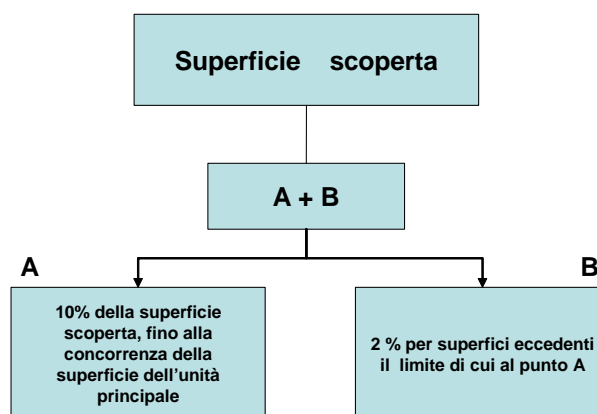 Superficie scoperta
A + B
A
B
10% della superficie
scoperta, fino alla
concorrenza della
superficie dell'unità
principale
2 % per superfici eccedenti
il limite di cui al punto A